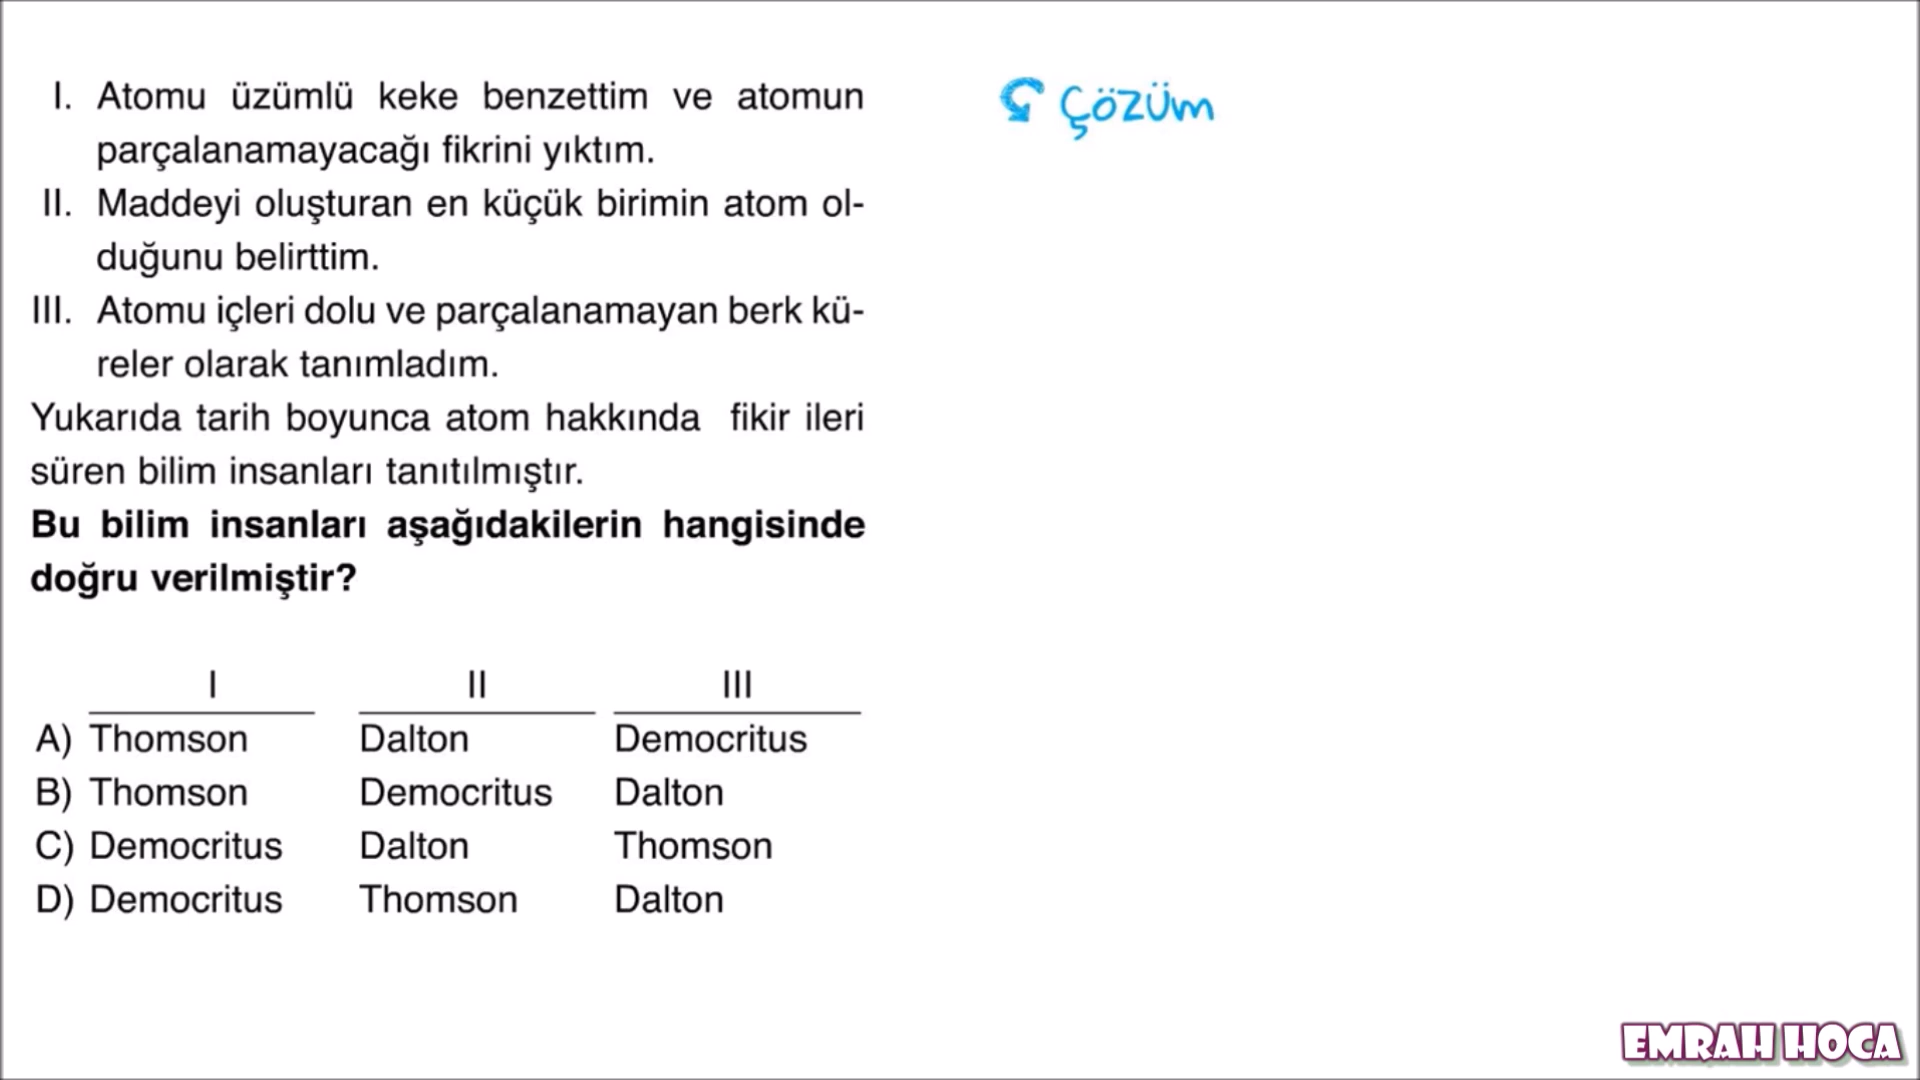 I. Atomu üzümlü keke benzettim ve atomun
parçalanamayacağı fikrini yıktım.
II. Maddeyi oluşturan en küçük birimin atom ol-
duğunu belirttim.
III. Atomu içleri dolu ve parçalanamayan berk kü-
reler olarak tanımladım.
Yukarıda tarih boyunca atom hakkında fikir ileri
süren bilim insanları tanıtılmıştır.
Bu bilim insanları aşağıdakilerin hangisinde
doğru verilmiştir?
I II III
A) Thomson Dalton Democritus
B) Thomson Democritus Dalton
C) Democritus Dalton Thomson
D) Democritus Thomson Dalton
Çözüm
EMRAH HOCA